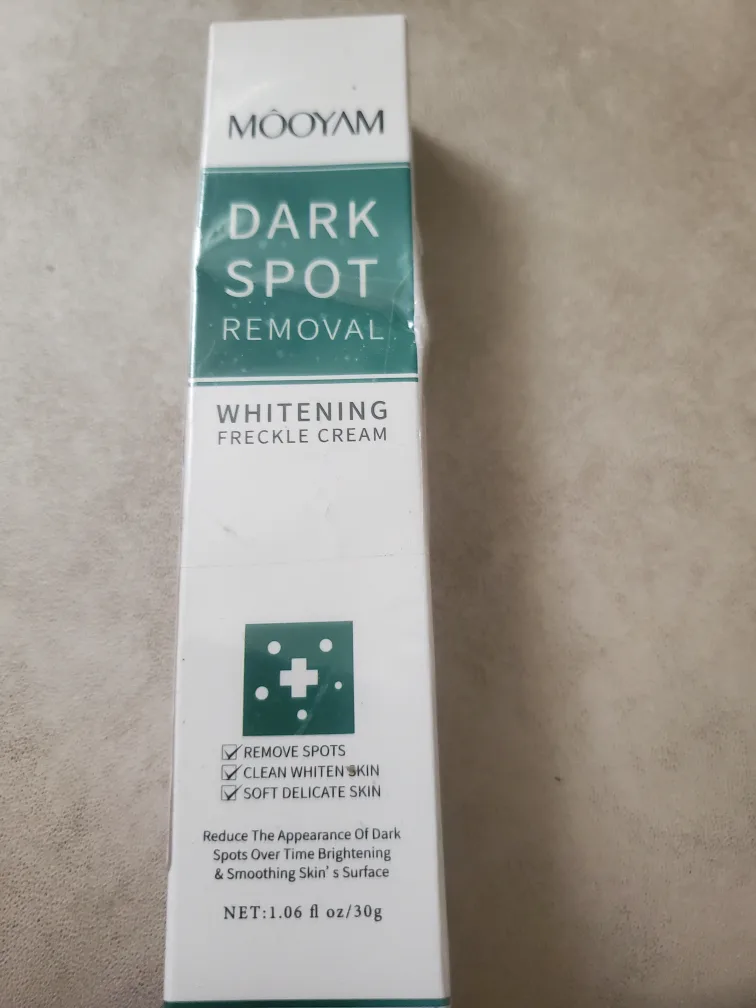 MÔOYAM
DARK
SPOT
REMOVAL
WHITENING
FRECKLE CREAM
REMOVE SPOTS
CLEAN WHITEN SKIN
SOFT DELICATE SKIN
Reduce The Appearance Of Dark
Spots Over Time Brightening
& Smoothing Skin's Surface
NET:1.06 fl oz/30g